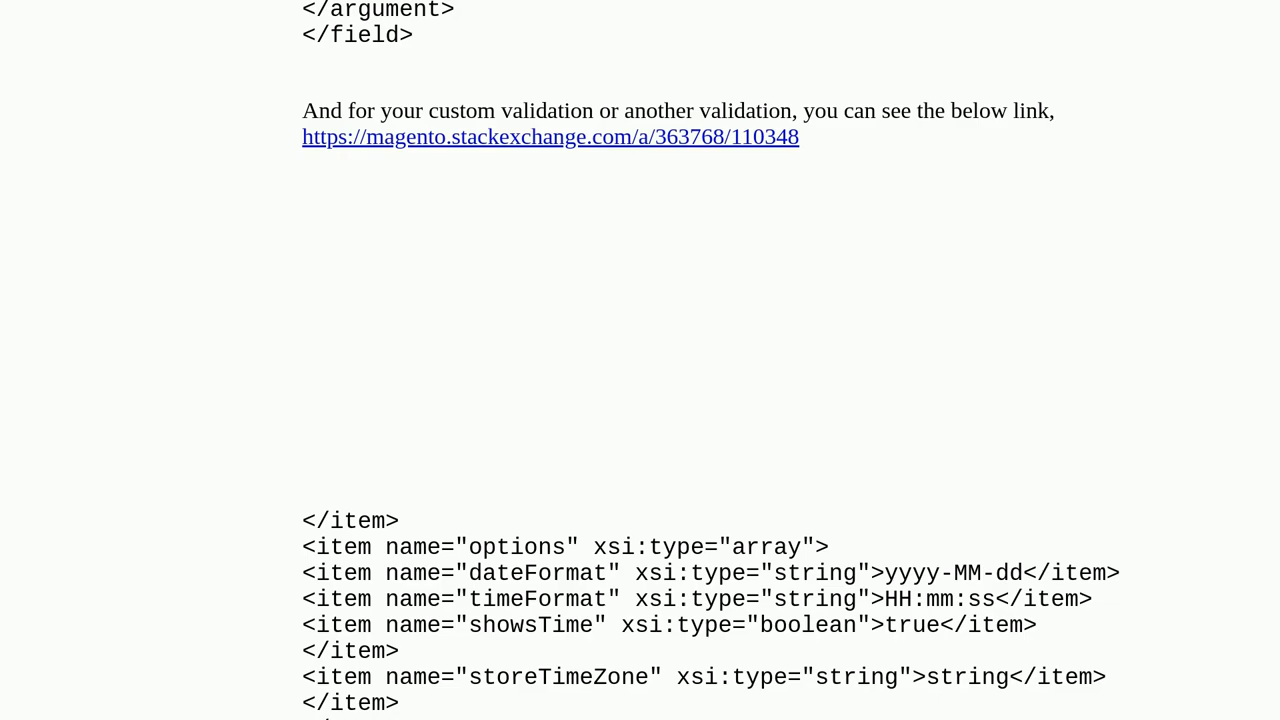 </argument>
</field>
And for your custom validation or another validation, you can see the below link,
https://magento.stackexchange.com/a/363768/110348
</item>
<item name="options" xsi:type="array">
<item name="dateFormat" xsi:type="string">yyyy-MM-dd</item>
<item name="timeFormat" xsi:type="string">HH:mm:ss</item>
<item name="showsTime" xsi:type="boolean">true</item>
</item>
<item name="storeTimeZone" xsi:type="string">string</item>
</item>